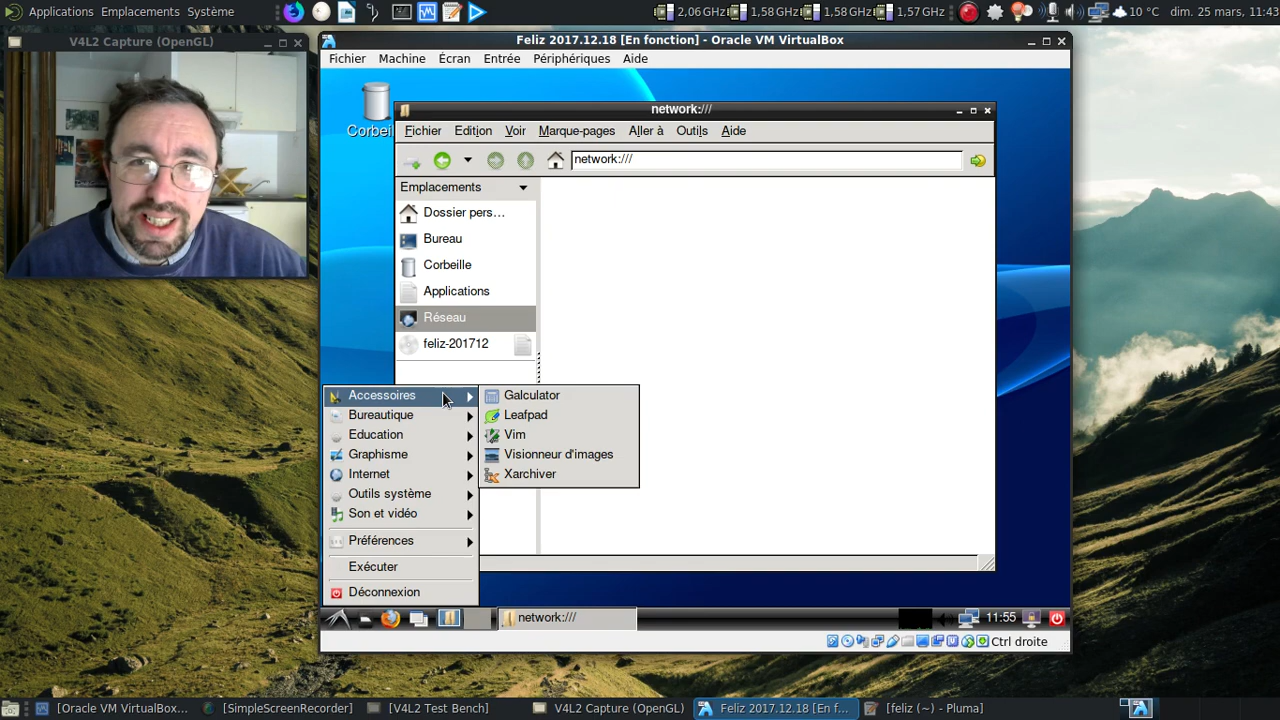 Applications Emplacements Système
2,06 GHz 1,58 GHz 1,58 GHz 1,57 GHz 10 °C dim. 25 mars, 11:43
V4L2 Capture (OpenGL)
Feliz 2017.12.18 [En fonction] - Oracle VM VirtualBox
Fichier Machine Écran Entrée Périphériques Aide
Corbei
network:///
Fichier Edition Voir Marque-pages Aller à Outils Aide
network:///
Emplacements
Dossier pers...
Bureau
Corbeille
Applications
Réseau
feliz-201712
Accessoires
Bureautique
Education
Graphisme
Internet
Outils système
Son et vidéo
Préférences
Exécuter
Déconnexion
Galculator
Leafpad
Vim
Visionneur d'images
Xarchiver
network:///
11:55
Ctrl droite
[Oracle VM VirtualBox... [SimpleScreenRecorder] [V4L2 Test Bench] V4L2 Capture (OpenGL) Feliz 2017.12.18 [En f... [feliz (~) - Pluma]